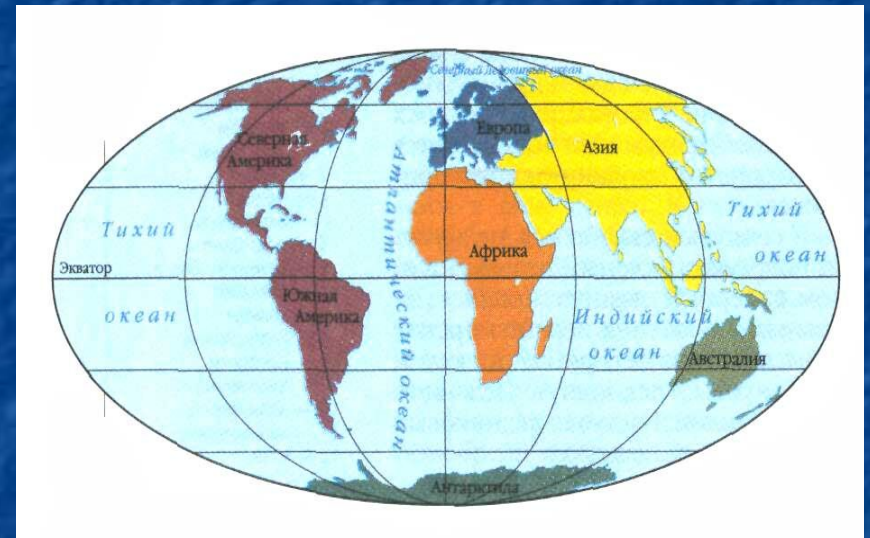 Северный ледовитый океан
Северная
Америка
Европа
Азия
Атлантический океан
Тихий
океан
Экватор
Африка
Южная
Америка
Индийский
океан
Тихий
океан
Австралия
Антарктида